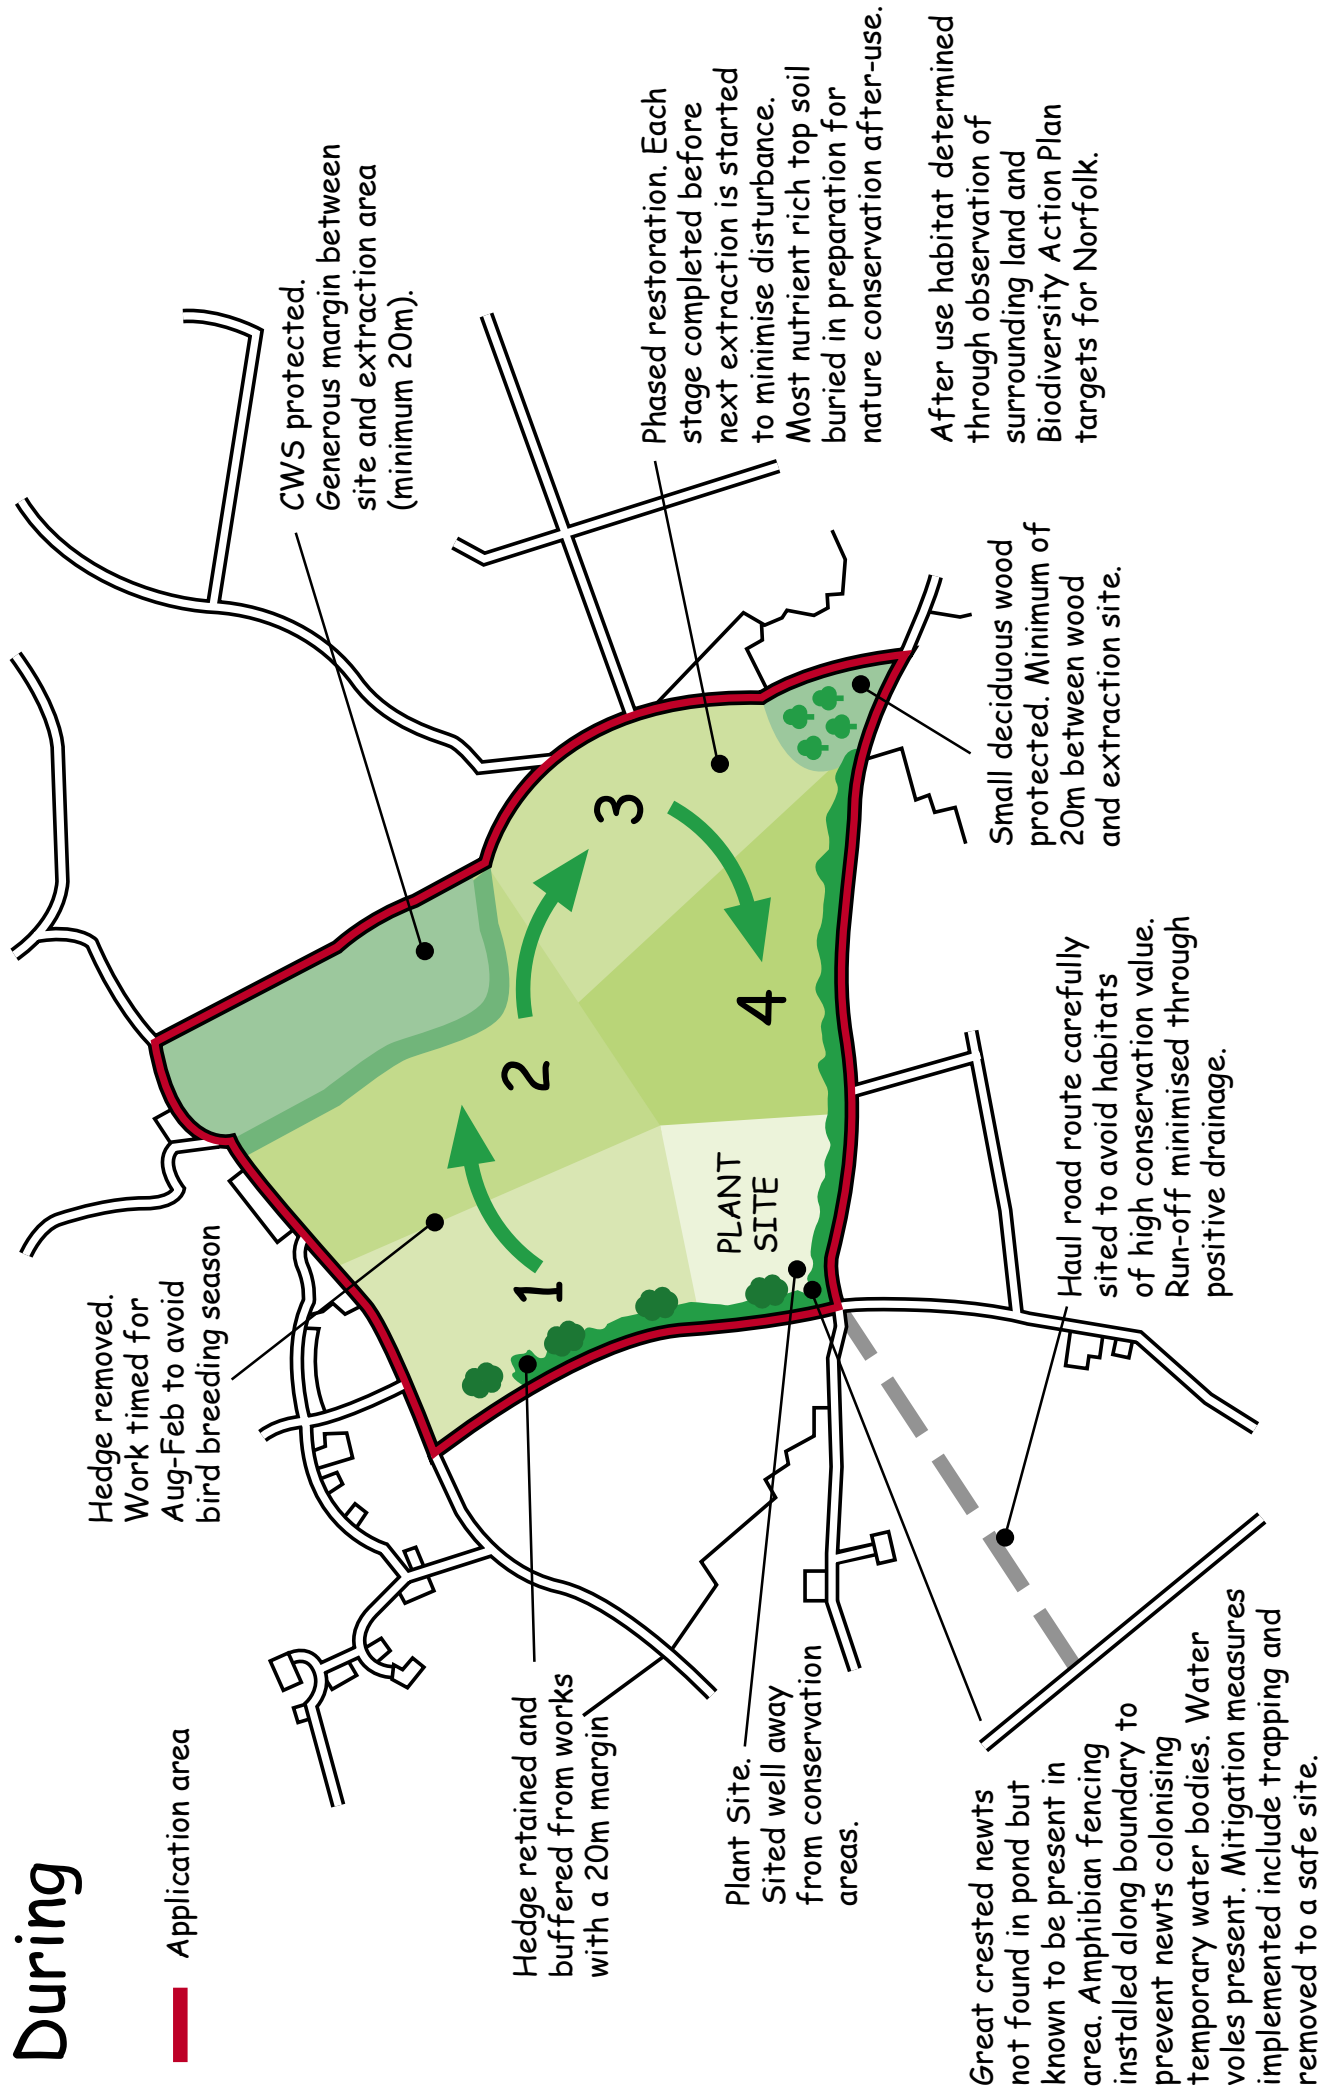 During
Application area
Hedge removed.
Work timed for
Aug-Feb to avoid
bird breeding season
CWS protected.
Generous margin between
site and extraction area
(minimum 20m).
Hedge retained and
buffered from works
with a 20m margin
1
2
3
4
PLANT
SITE
Phased restoration. Each
stage completed before
next extraction is started
to minimise disturbance.
Most nutrient rich top soil
buried in preparation for
nature conservation after-use.
After use habitat determined
through observation of
surrounding land and
Biodiversity Action Plan
targets for Norfolk.
Plant Site.
Sited well away
from conservation
areas.
Great crested newts
not found in pond but
known to be present in
area. Amphibian fencing
installed along boundary to
prevent newts colonising
temporary water bodies. Water
voles present. Mitigation measures
implemented include trapping and
removed to a safe site.
Haul road route carefully
sited to avoid habitats
of high conservation value.
Run-off minimised through
positive drainage.
Small deciduous wood
protected. Minimum of
20m between wood
and extraction site.